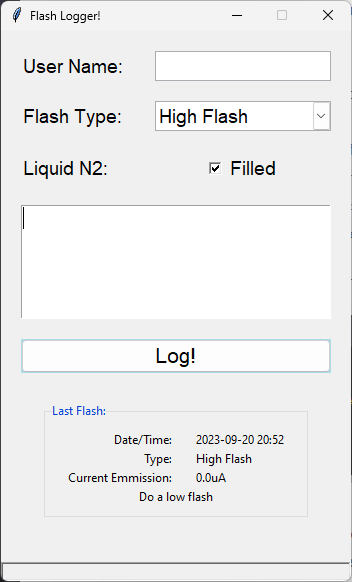 Flash Logger!
User Name:
Flash Type: High Flash
Liquid N2: Filled
Log!
Last Flash:
Date/Time: 2023-09-20 20:52
Type: High Flash
Current Emmission: 0.0uA
Do a low flash